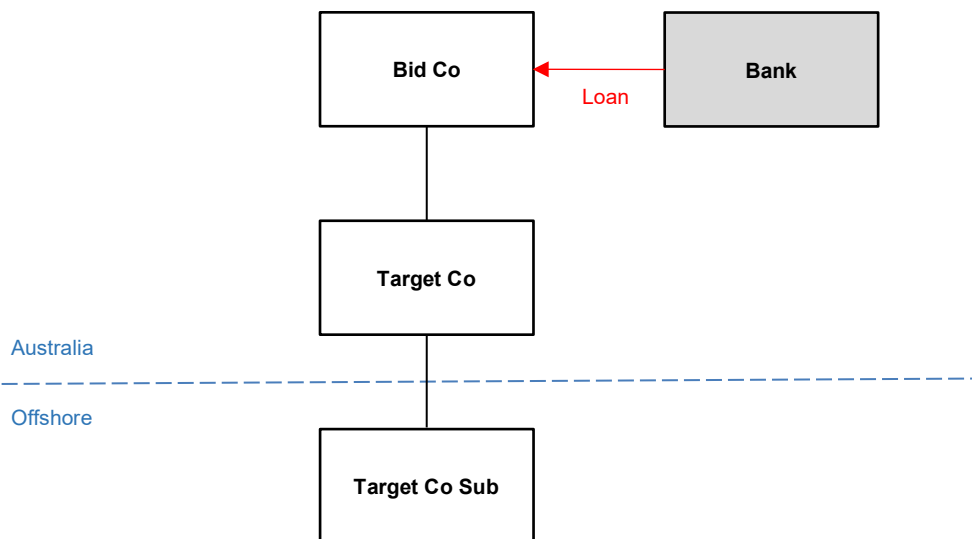 Bid Co
Bank
Loan
Target Co
Australia
Offshore
Target Co Sub